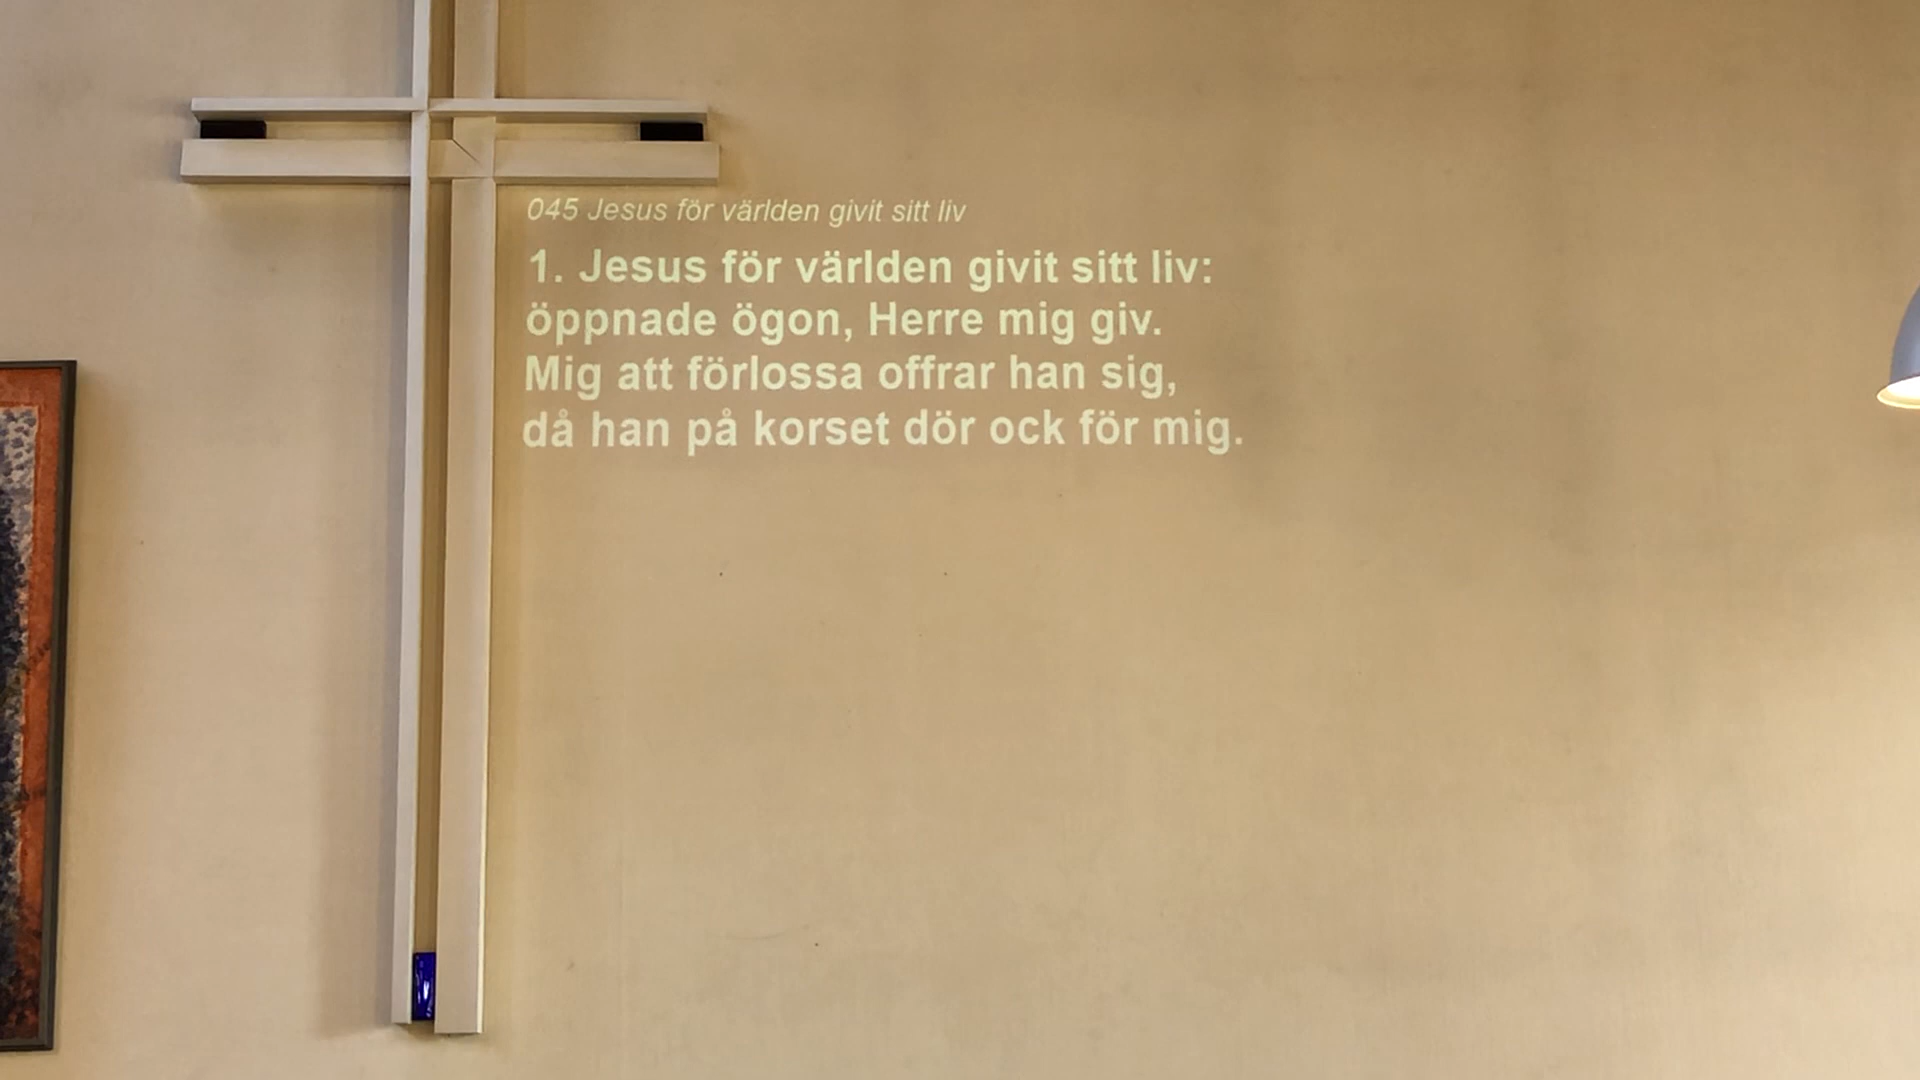 045 Jesus för världen givit sitt liv
1. Jesus för världen givit sitt liv:
öppnade ögon, Herre mig giv.
Mig att förlossa offrar han sig,
då han på korset dör ock för mig.